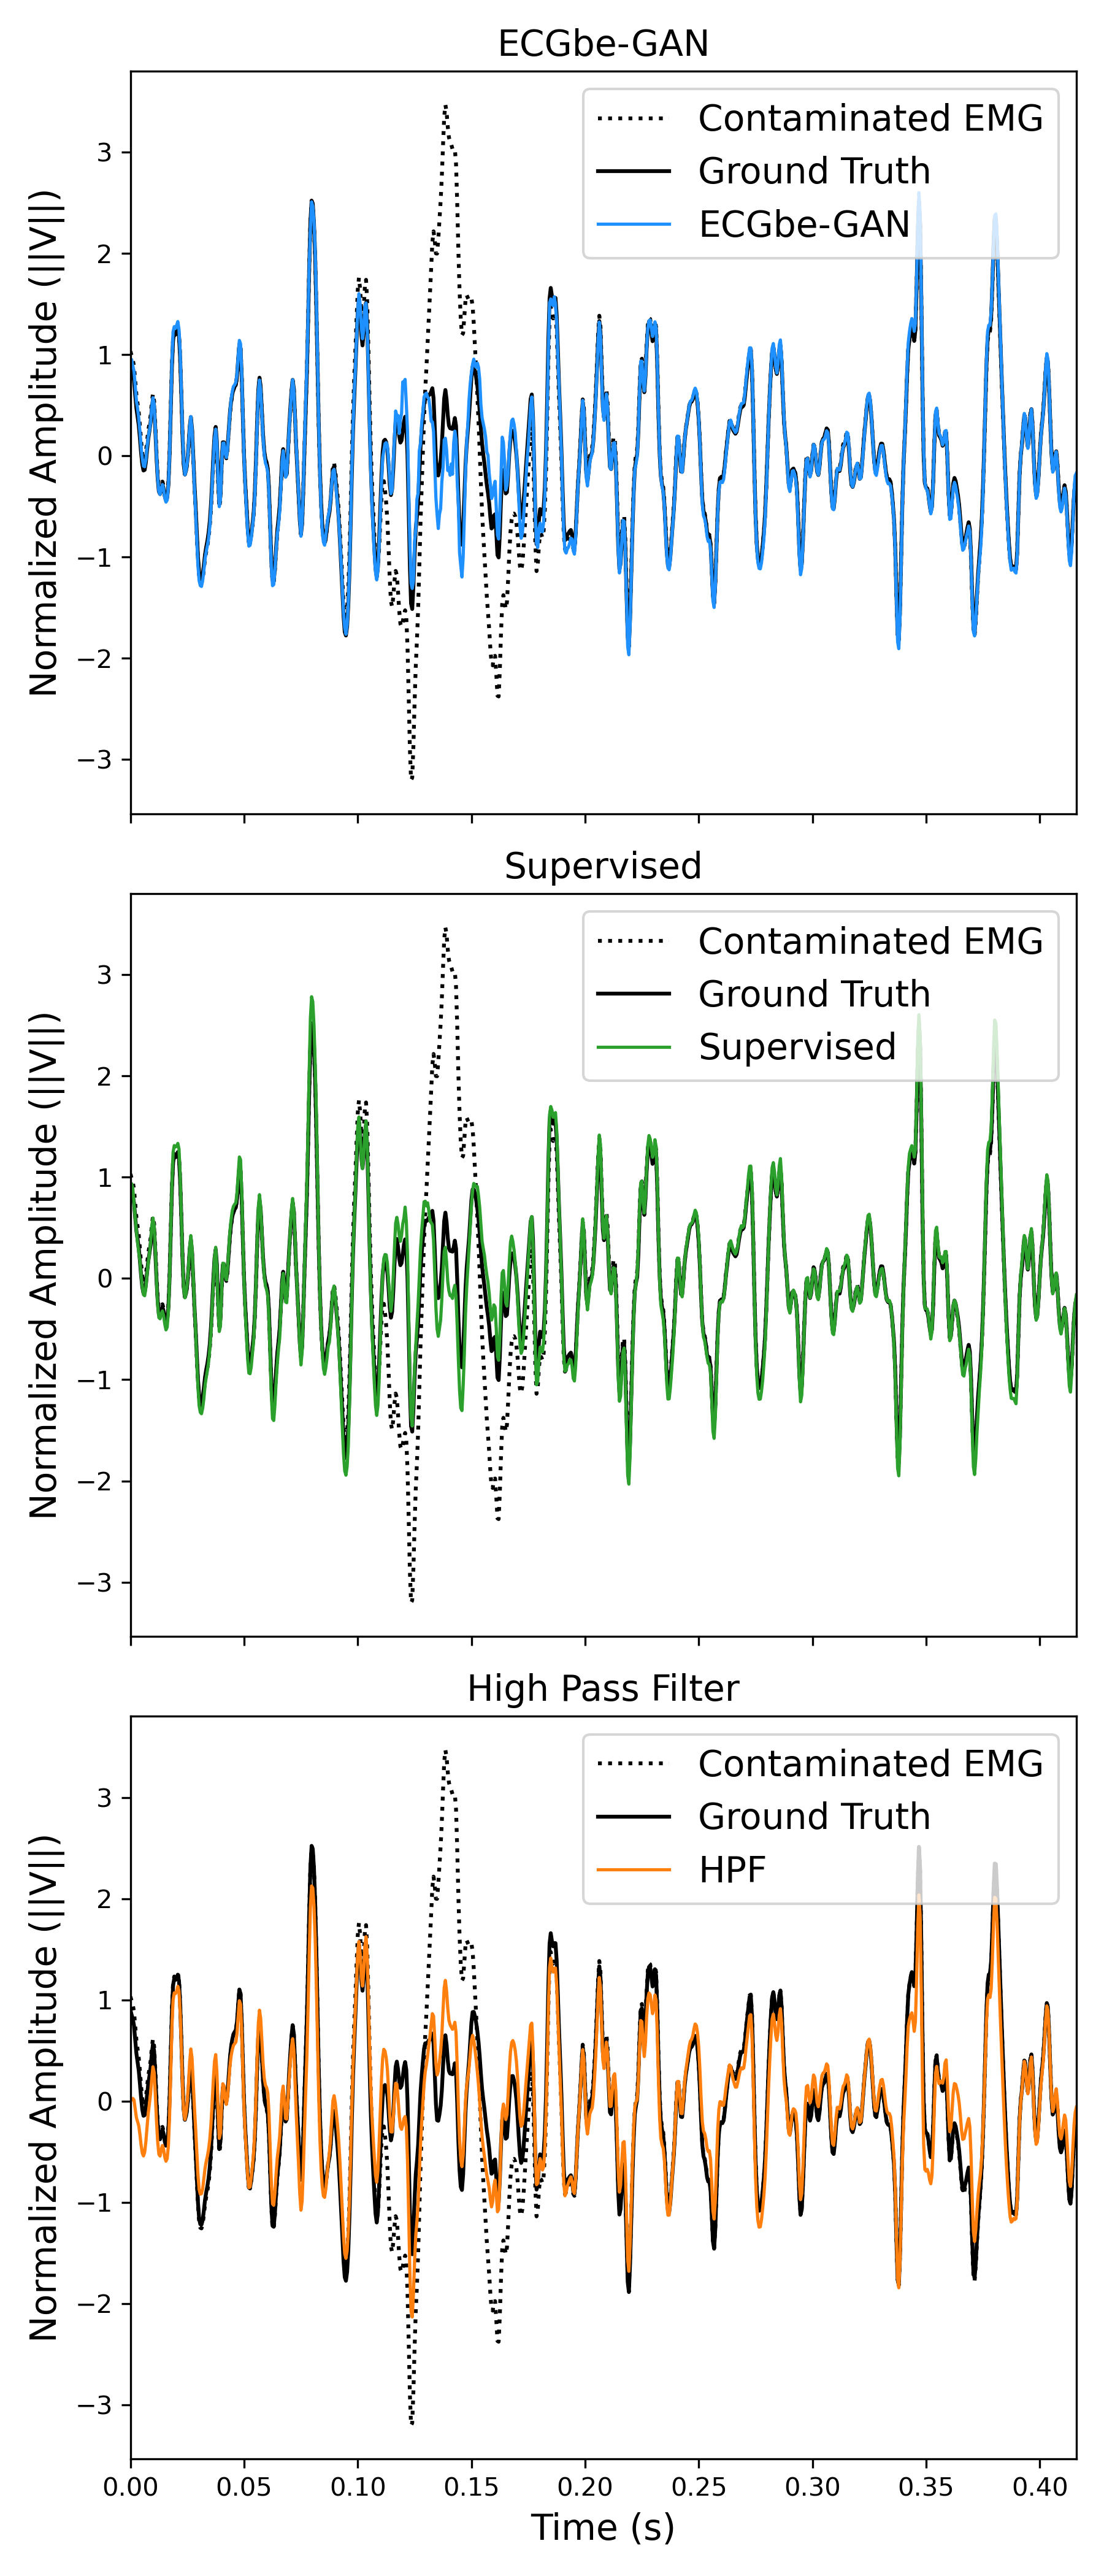 ECGbe-GAN
Contaminated EMG
Ground Truth
ECGbe-GAN
3
2
1
0
−1
−2
−3
Normalized Amplitude (||V||)
Supervised
Contaminated EMG
Ground Truth
Supervised
3
2
1
0
−1
−2
−3
Normalized Amplitude (||V||)
High Pass Filter
Contaminated EMG
Ground Truth
HPF
3
2
1
0
−1
−2
−3
Normalized Amplitude (||V||)
0.00 0.05 0.10 0.15 0.20 0.25 0.30 0.35 0.40
Time (s)